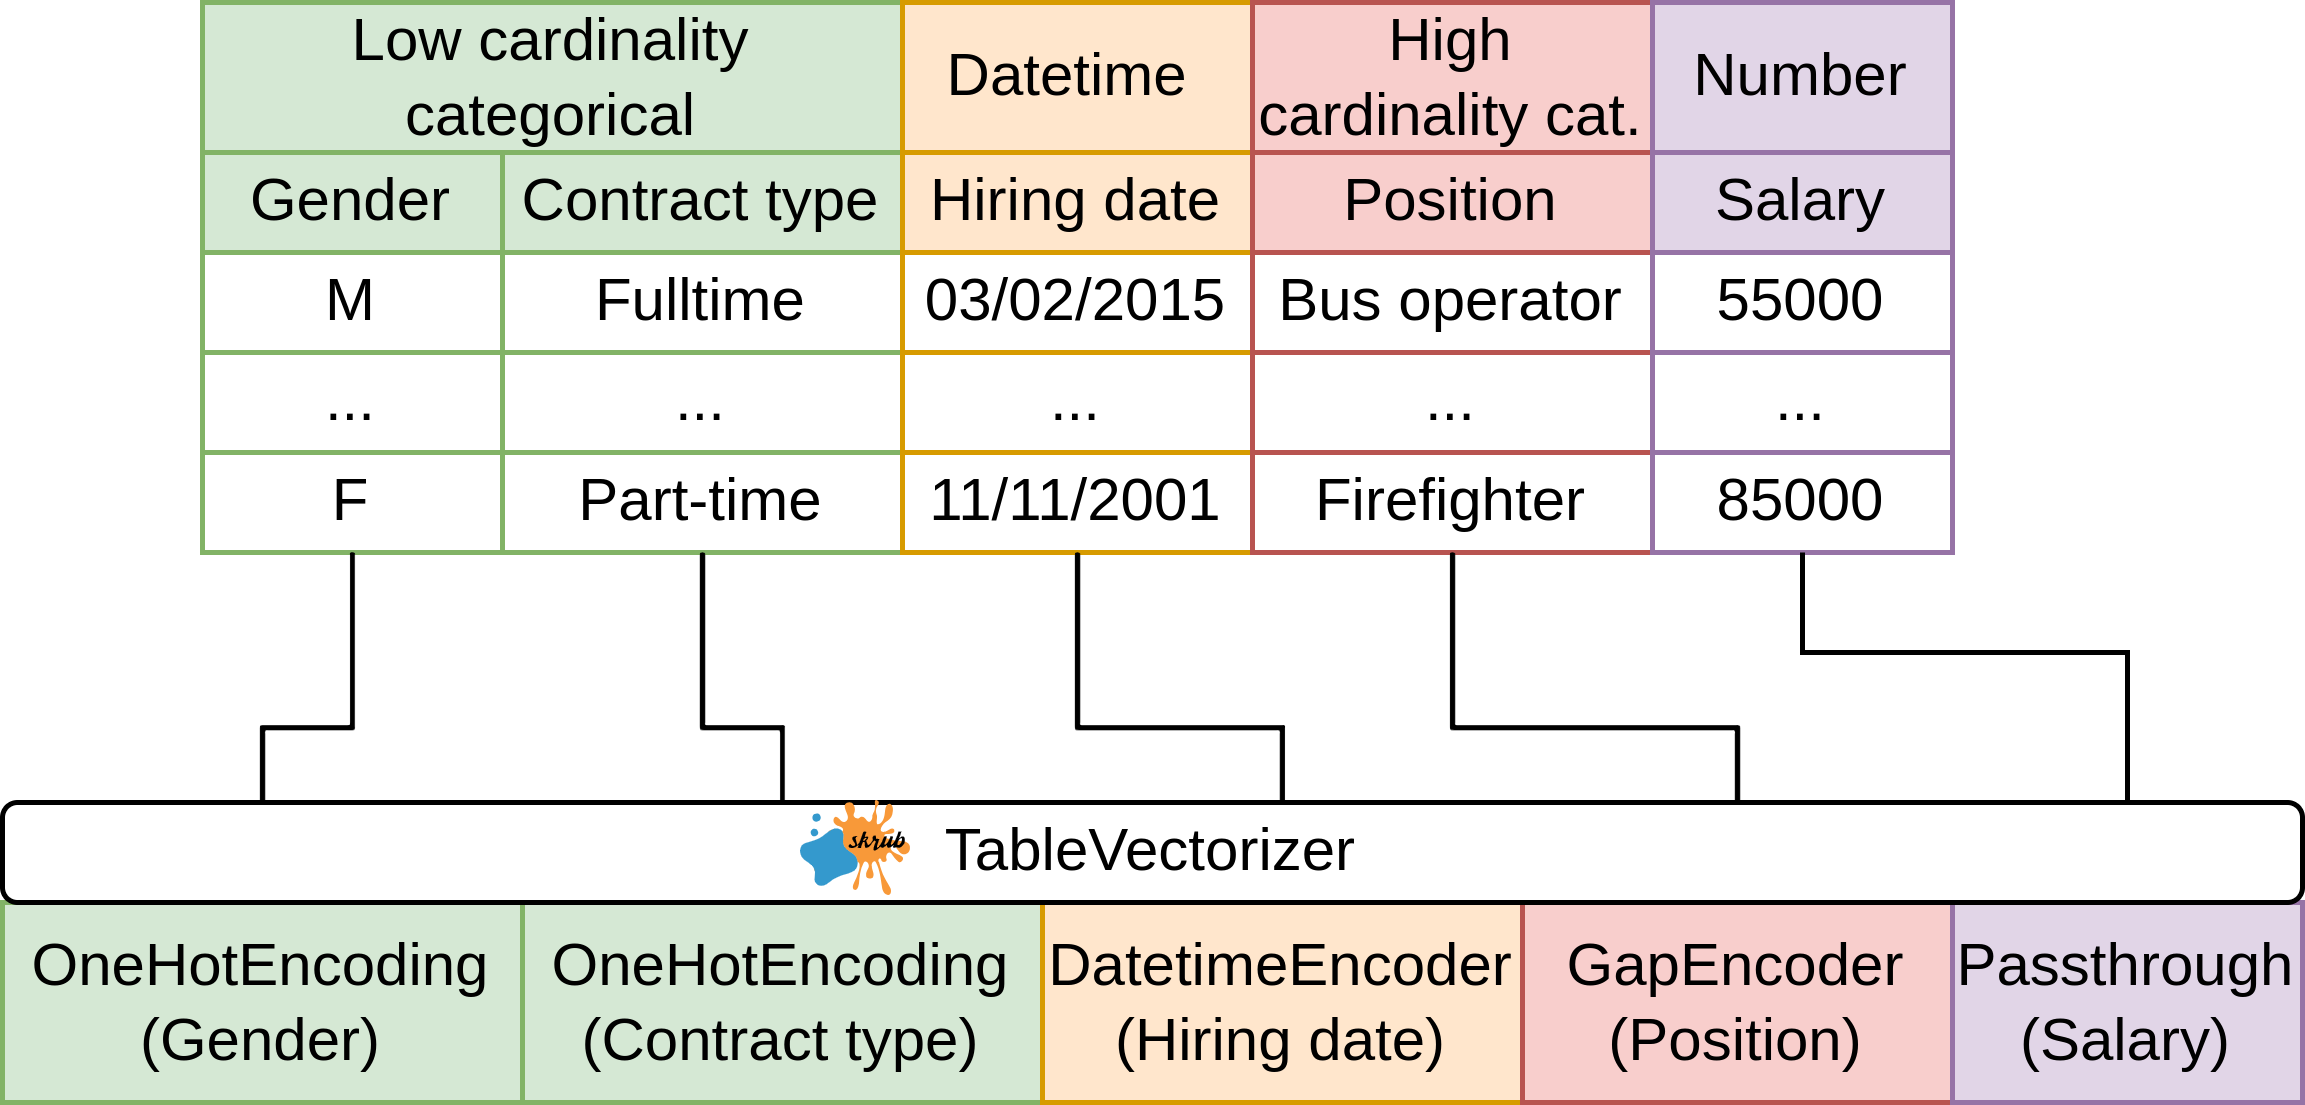 Low cardinality
categorical
Datetime
High
cardinality cat.
Number
Gender
Contract type
Hiring date
Position
Salary
M
Fulltime
03/02/2015
Bus operator
55000
...
...
...
...
...
F
Part-time
11/11/2001
Firefighter
85000
skrub
TableVectorizer
OneHotEncoding
(Gender)
OneHotEncoding
(Contract type)
DatetimeEncoder
(Hiring date)
GapEncoder
(Position)
Passthrough
(Salary)